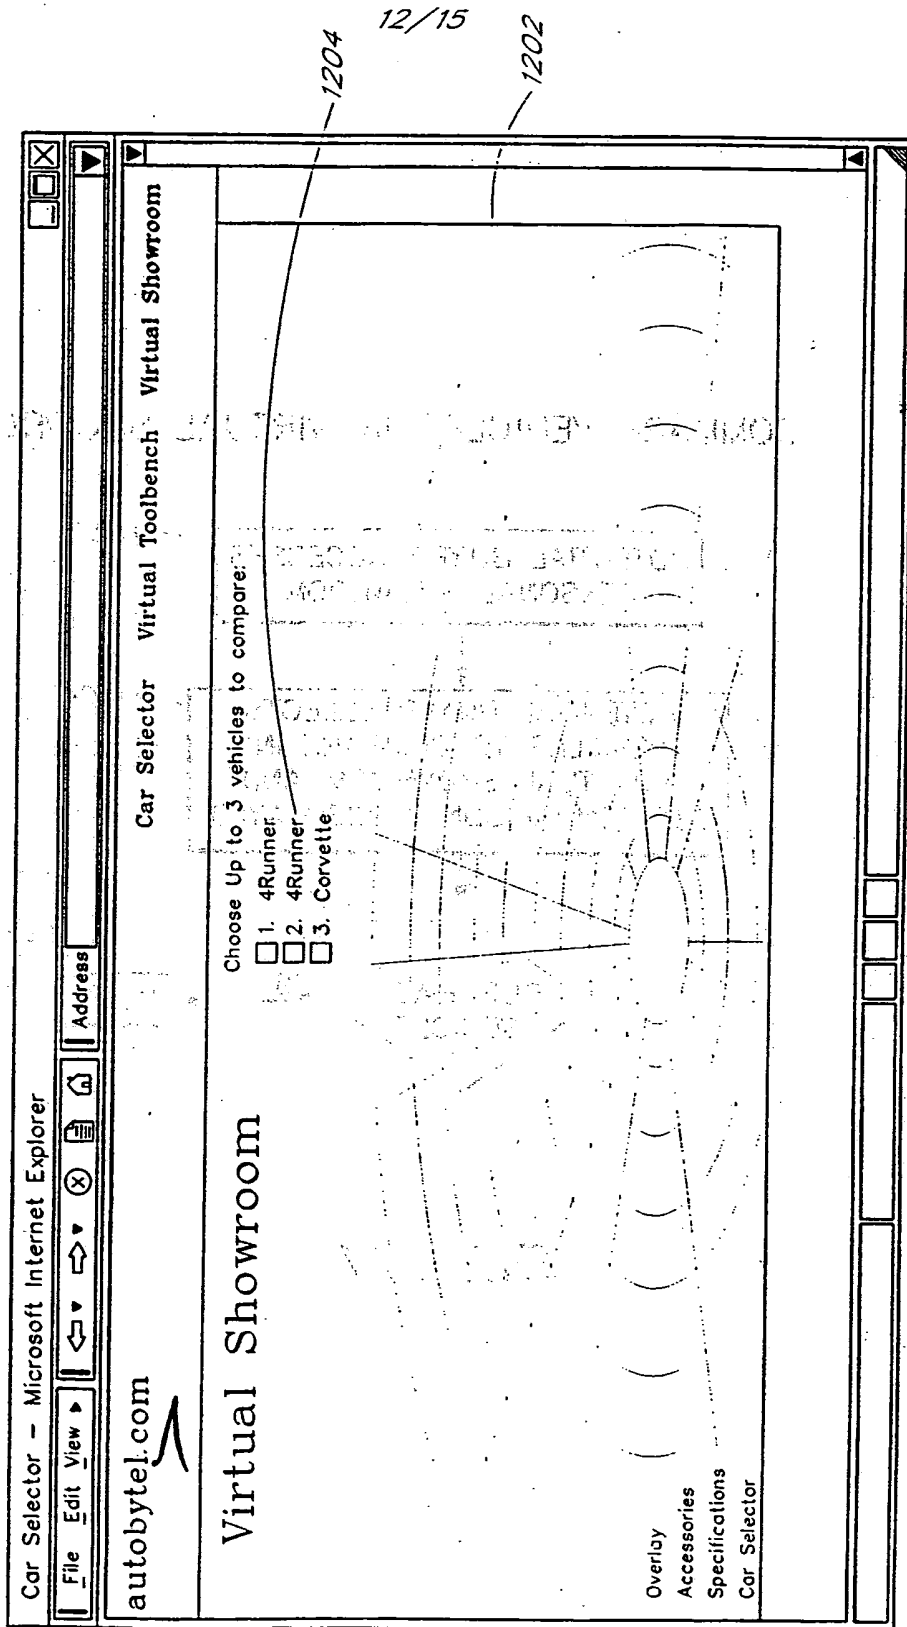 12/15
1204
1202
Car Selector – Microsoft Internet Explorer
File Edit View
Address
autobytel.com
Car Selector Virtual Toolbench Virtual Showroom
Virtual Showroom
Choose Up to 3 vehicles to compare:
1. 4Runner
2. 4Runner
3. Corvette
Overlay
Accessories
Specifications
Car Selector